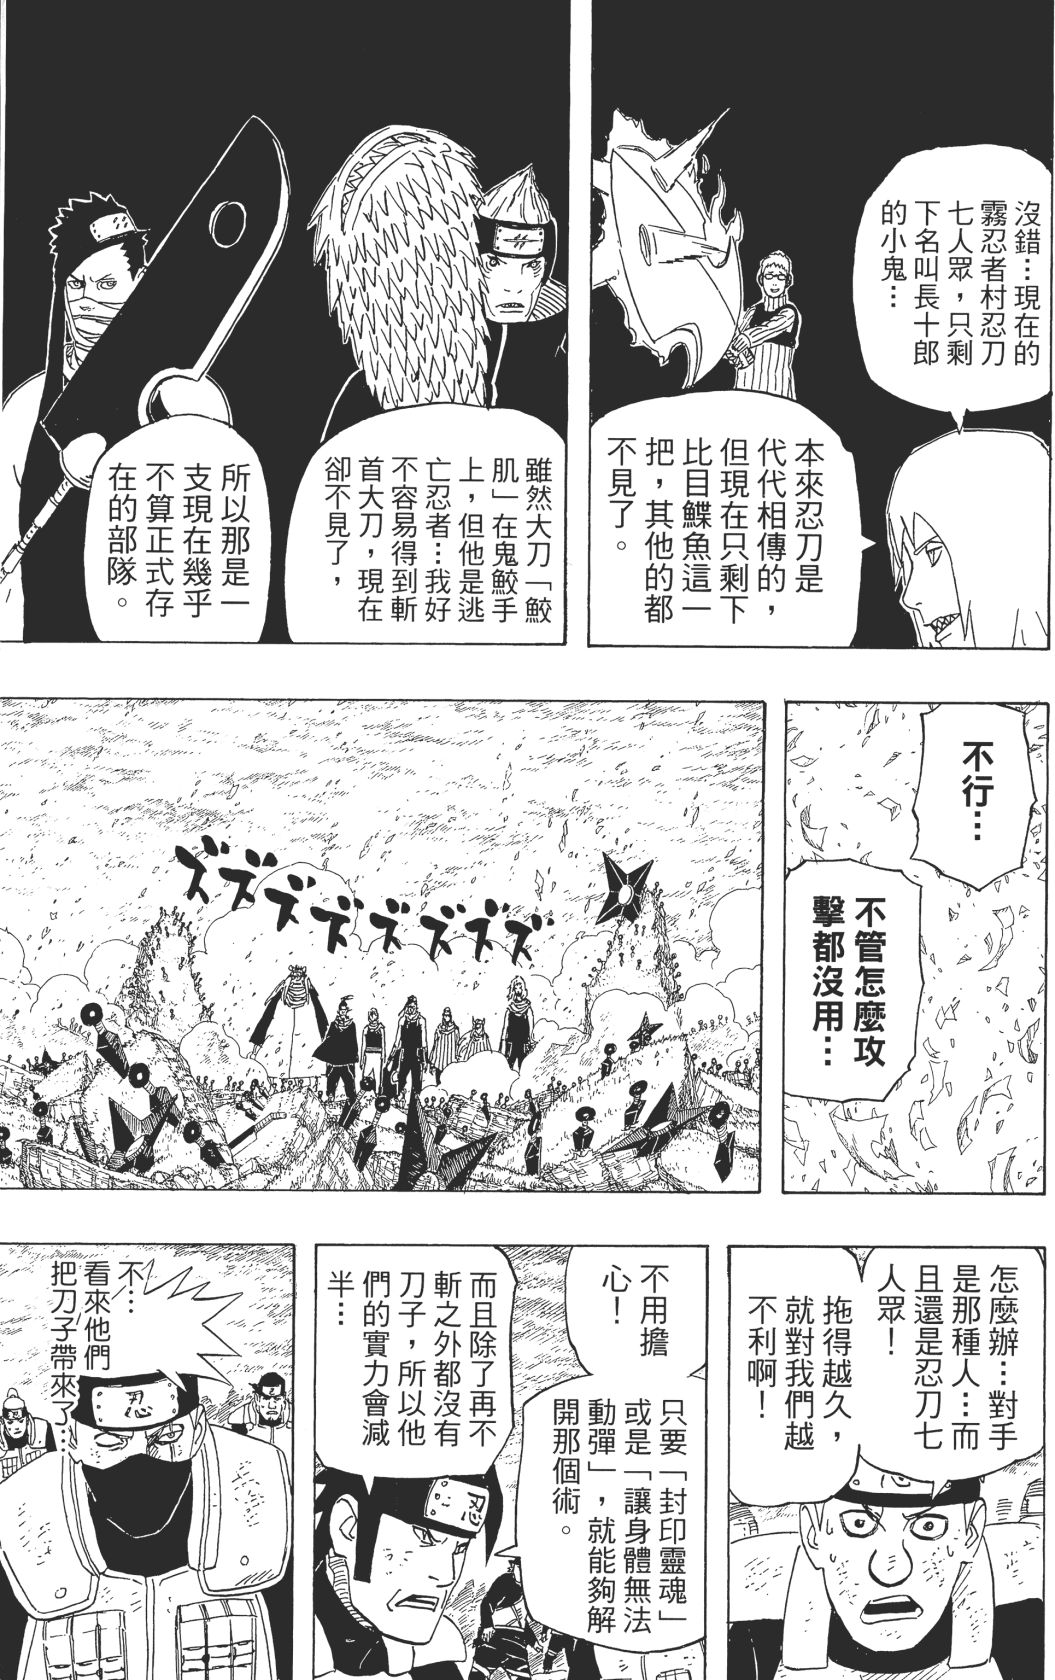 沒錯…現在的
霧忍者村忍刀
七人眾，只剩
下名叫長十郎
的小鬼…
本來忍刀是
代代相傳的，
但現在只剩下
比目鰈魚這一
把，其他的都
不見了。
雖然大刀「鮫
肌」在鬼鮫手
上，但他是逃
亡忍者…我好
不容易得到斬
首大刀，現在
卻不見了，
所以那是一
支現在幾乎
不算正式存
在的部隊。
不行…
不管怎麼攻
擊都沒用…
ズズズズズズズズ
怎麼辦…對手
是那種人…而
且還是忍刀七
人眾！
拖得越久，
就對我們越
不利啊！
不用擔
心！
只要「封印靈魂」
或是「讓身體無法
動彈」，就能夠解
開那個術。
而且除了再不
斬之外都沒有
刀子，所以他
們的實力會減
半…
不…
看來他們
把刀子帶來了…
忍